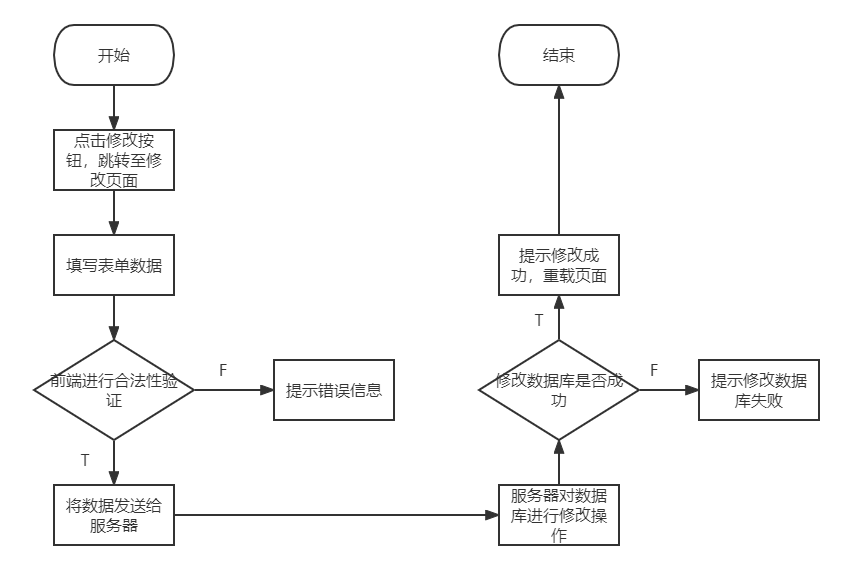 开始
点击修改按
钮，跳转至修
改页面
填写表单数据
前端进行合法性验
证
F
提示错误信息
T
将数据发送给
服务器
服务器对数据
库进行修改操
作
修改数据库是否成
功
F
提示修改数据
库失败
T
提示修改成
功，重载页面
结束